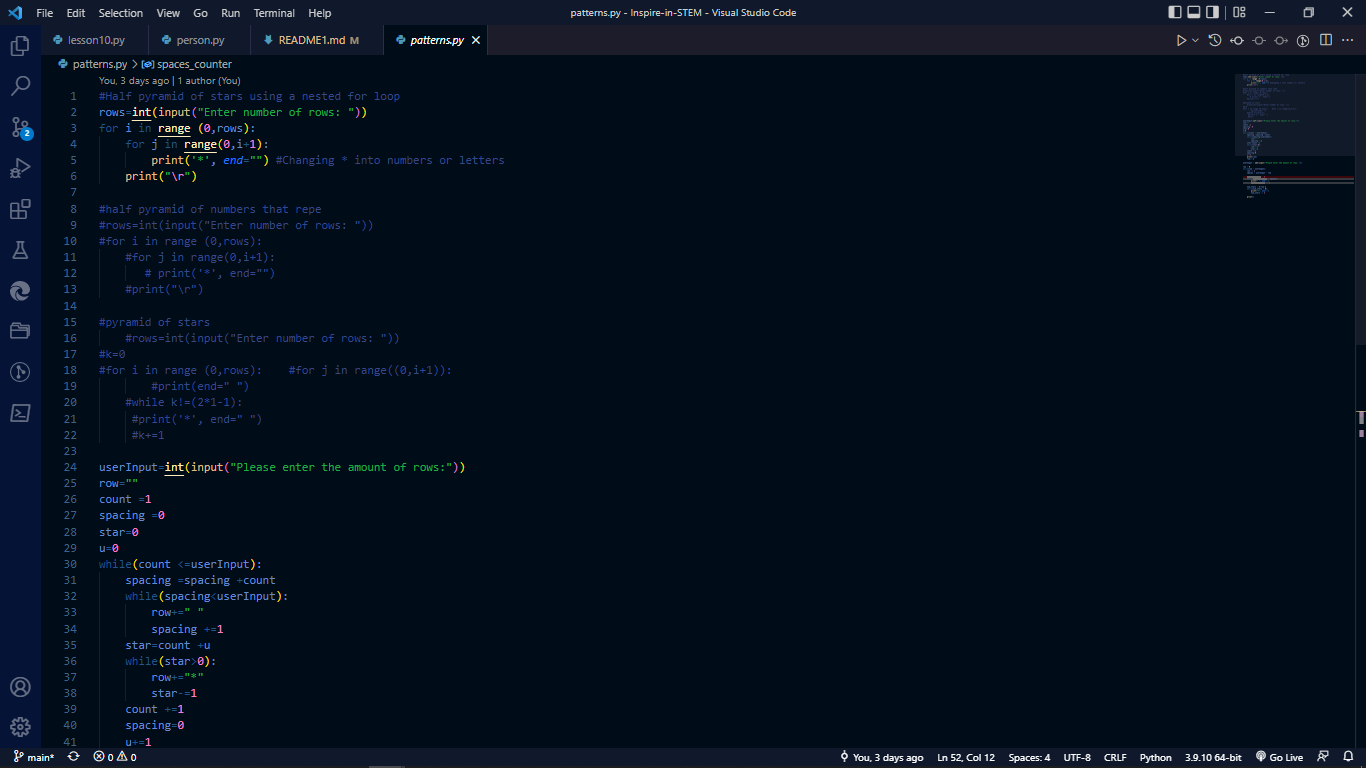 File Edit Selection View Go Run Terminal Help patterns.py - Inspire-in-STEM - Visual Studio Code
lesson10.py person.py README1.md M patterns.py
patterns.py > spaces_counter
You, 3 days ago | 1 author (You)
1 #Half pyramid of stars using a nested for loop
2 rows=int(input("Enter number of rows: "))
3 for i in range (0,rows):
4 for j in range(0,i+1):
5 print('*', end="") #Changing * into numbers or letters
6 print("\r")
7
8 #half pyramid of numbers that repe
9 #rows=int(input("Enter number of rows: "))
10 #for i in range (0,rows):
11 #for j in range(0,i+1):
12 # print('*', end="")
13 #print("\r")
14
15 #pyramid of stars
16 #rows=int(input("Enter number of rows: "))
17 #k=0
18 #for i in range (0,rows): #for j in range((0,i+1)):
19 #print(end=" ")
20 #while k!=(2*1-1):
21 #print('*', end=" ")
22 #k+=1
23
24 userInput=int(input("Please enter the amount of rows:"))
25 row=""
26 count =1
27 spacing =0
28 star=0
29 u=0
30 while(count <=userInput):
31 spacing =spacing +count
32 while(spacing<userInput):
33 row+=" "
34 spacing +=1
35 star=count +u
36 while(star>0):
37 row+="*"
38 star-=1
39 count +=1
40 spacing=0
41 u+=1
2
main* 0 0 You, 3 days ago Ln 52, Col 12 Spaces: 4 UTF-8 CRLF Python 3.9.10 64-bit Go Live